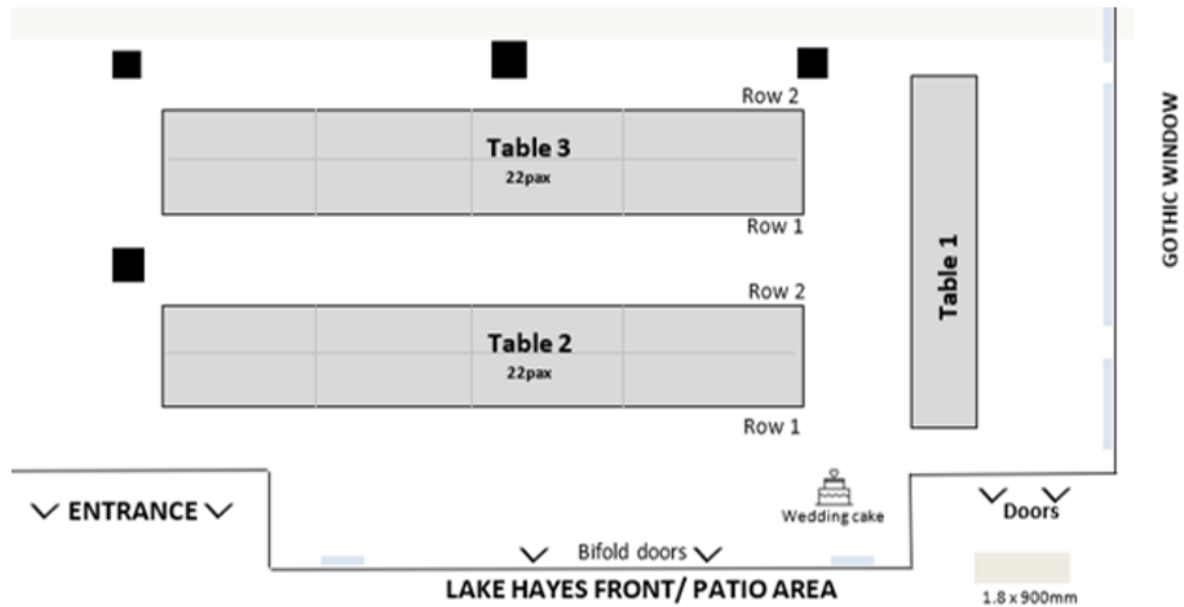 Row 2
Table 3
22pax
Row 1
Row 2
Table 2
22pax
Row 1
Table 1
GOTHIC WINDOW
ENTRANCE
Wedding cake
Doors
Bifold doors
LAKE HAYES FRONT/ PATIO AREA
1.8 x 900mm